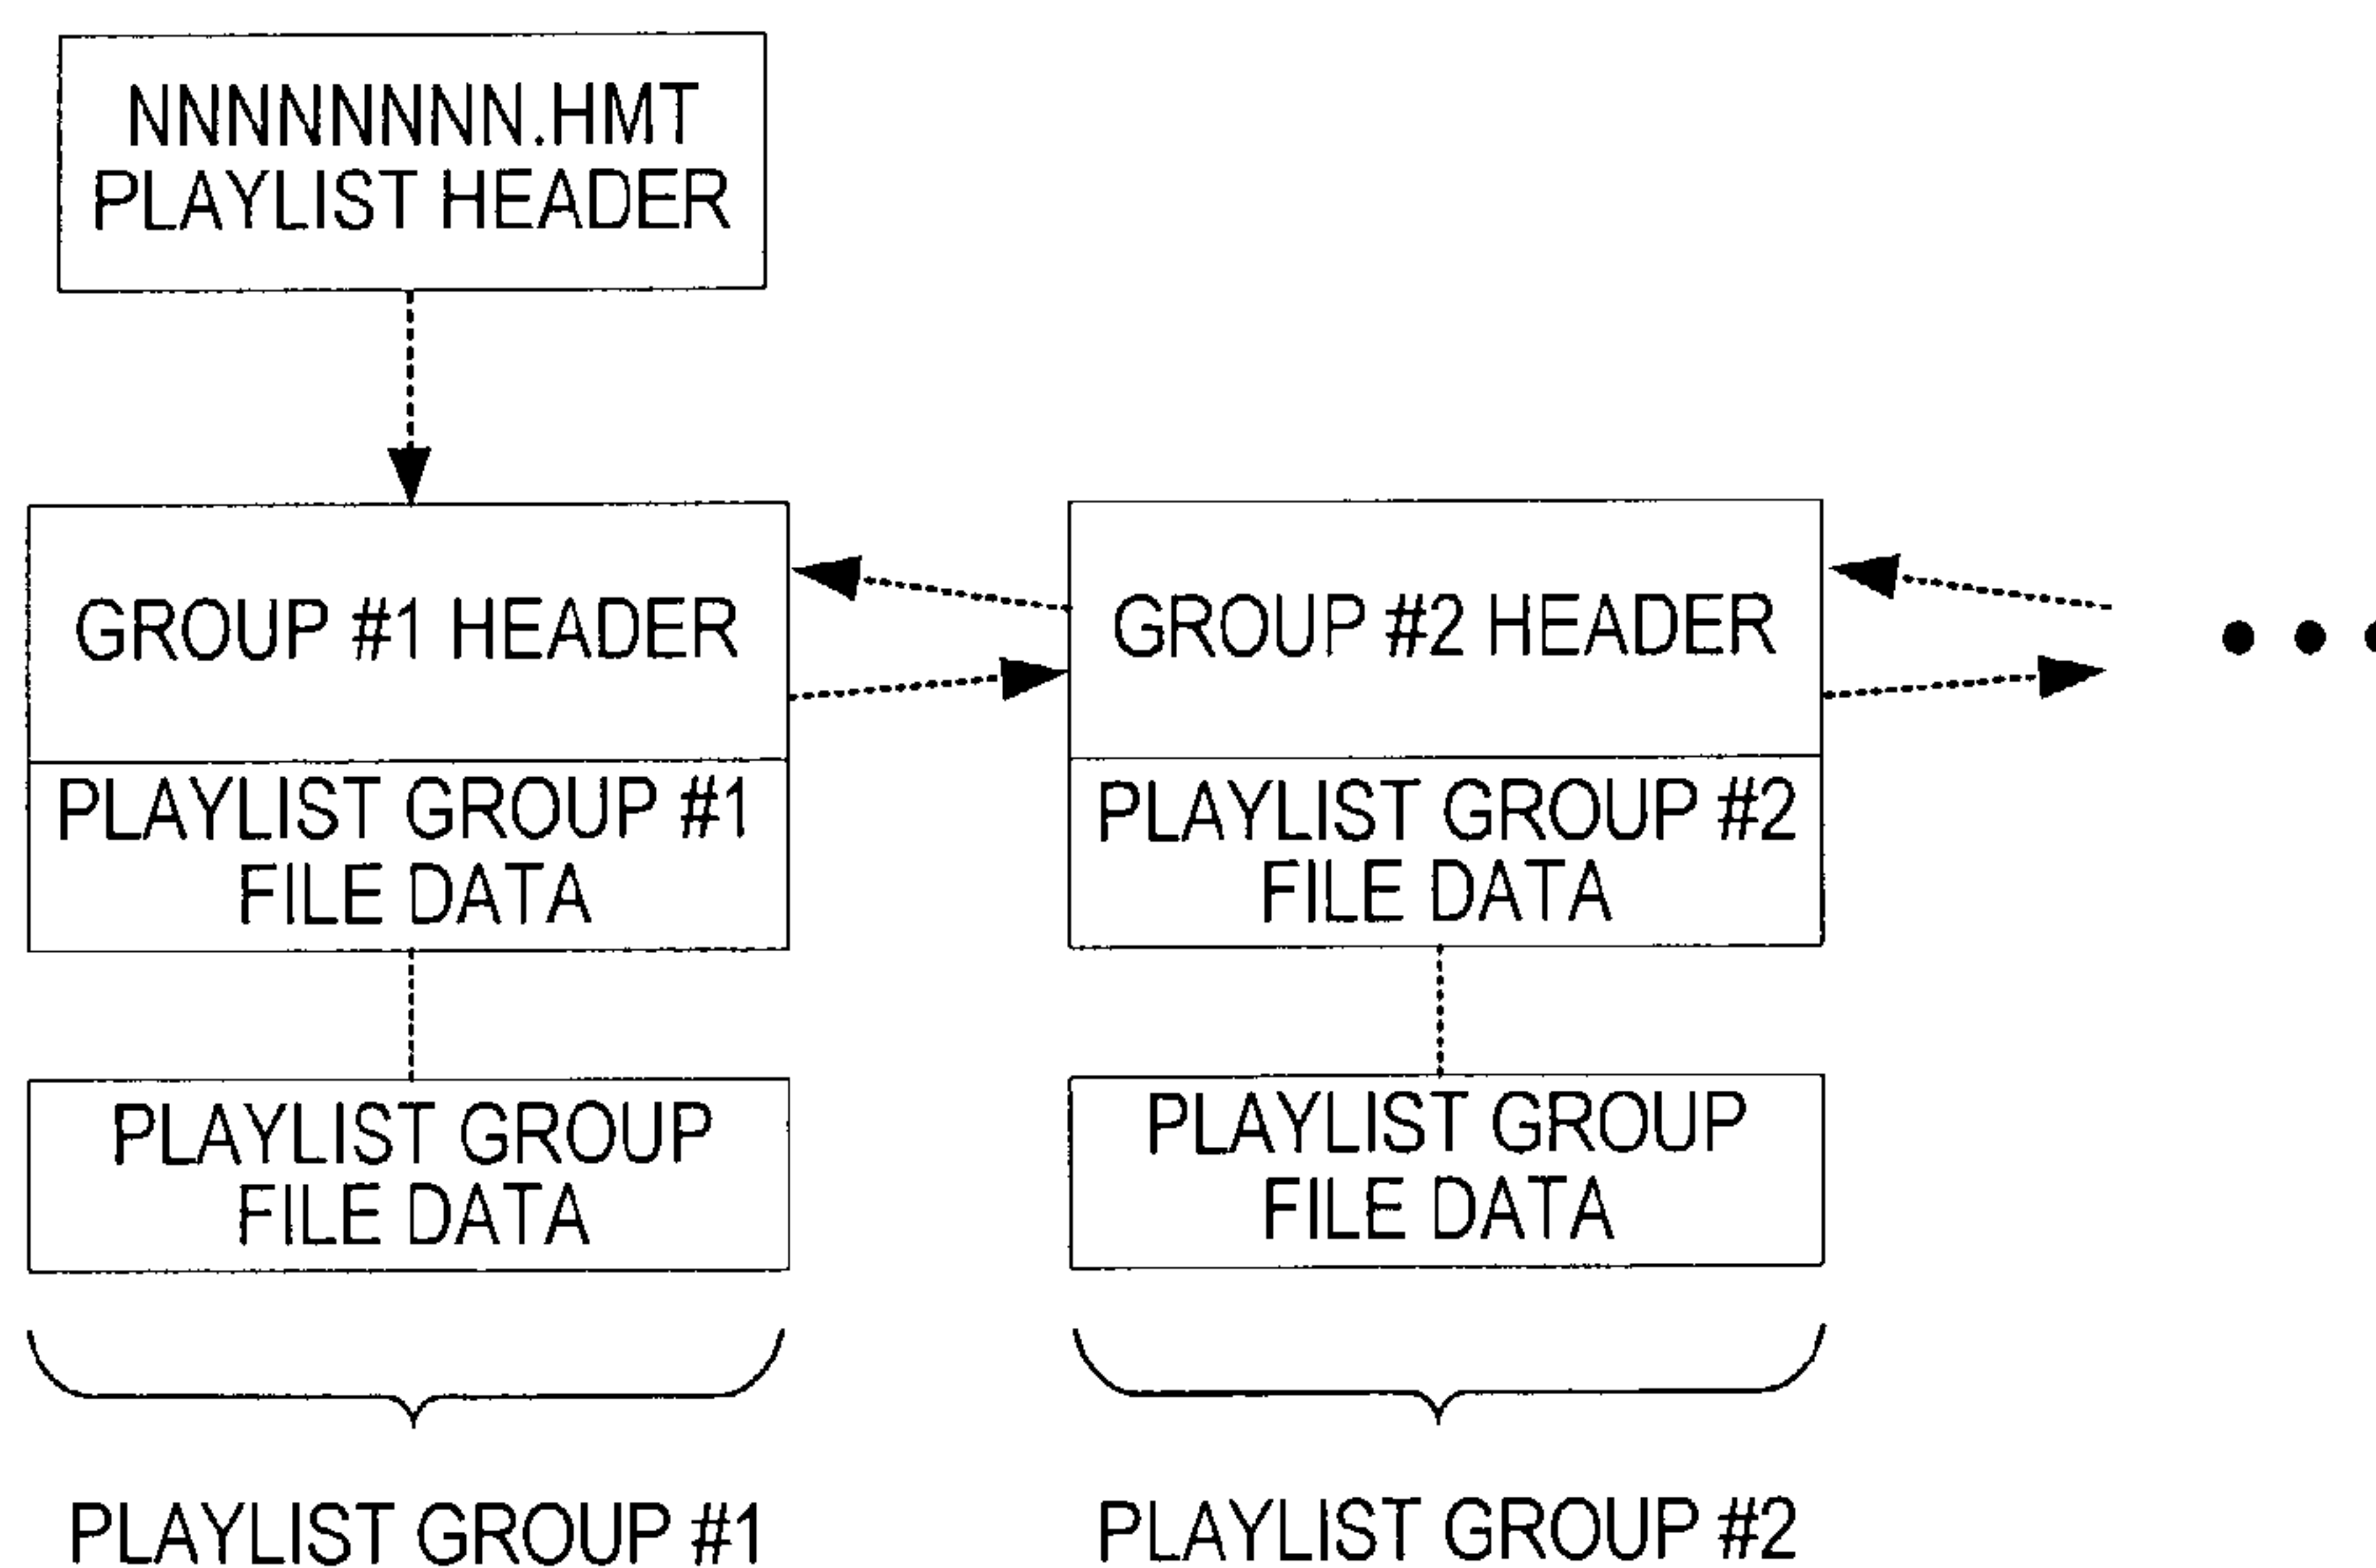 NNNNNNNN.HMT
PLAYLIST HEADER
GROUP #1 HEADER
PLAYLIST GROUP #1
FILE DATA
PLAYLIST GROUP
FILE DATA
PLAYLIST GROUP #1
GROUP #2 HEADER
PLAYLIST GROUP #2
FILE DATA
PLAYLIST GROUP
FILE DATA
PLAYLIST GROUP #2